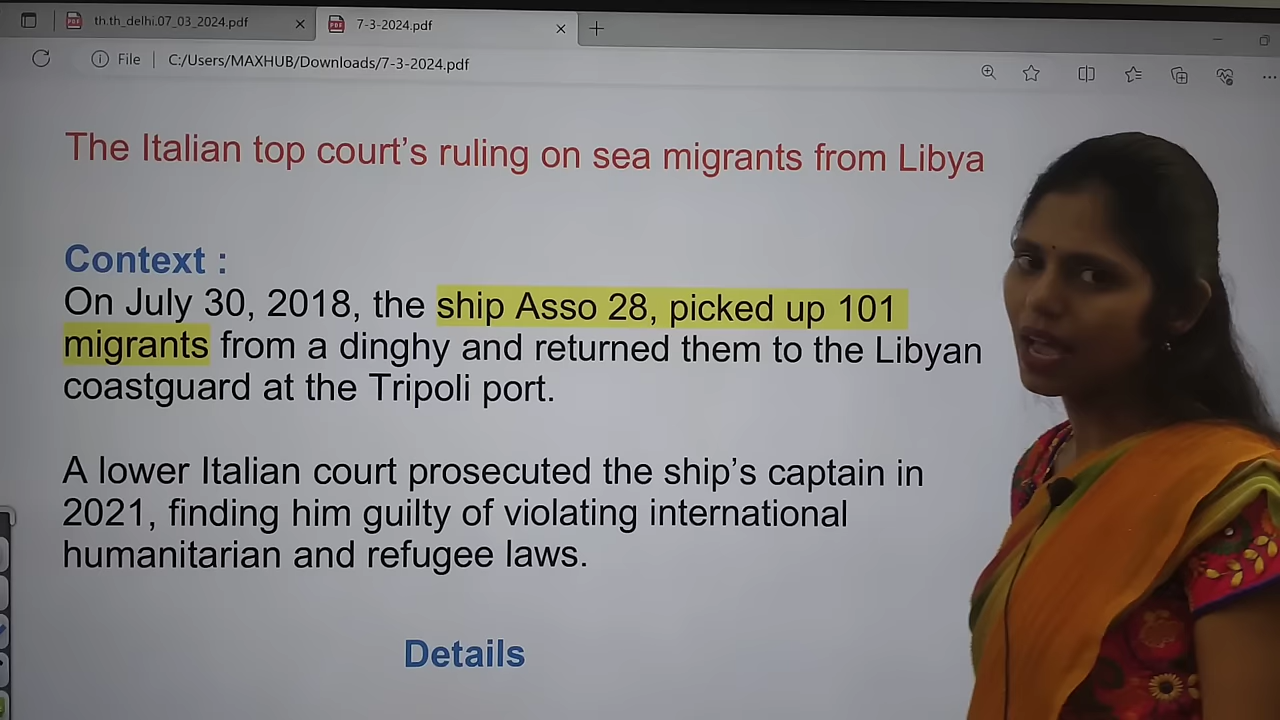 th.th_delhi.07_03_2024.pdf
7-3-2024.pdf
File
C:/Users/MAXHUB/Downloads/7-3-2024.pdf
The Italian top court's ruling on sea migrants from Libya
Context :
On July 30, 2018, the ship Asso 28, picked up 101
migrants from a dinghy and returned them to the Libyan
coastguard at the Tripoli port.
A lower Italian court prosecuted the ship's captain in
2021, finding him guilty of violating international
humanitarian and refugee laws.
Details